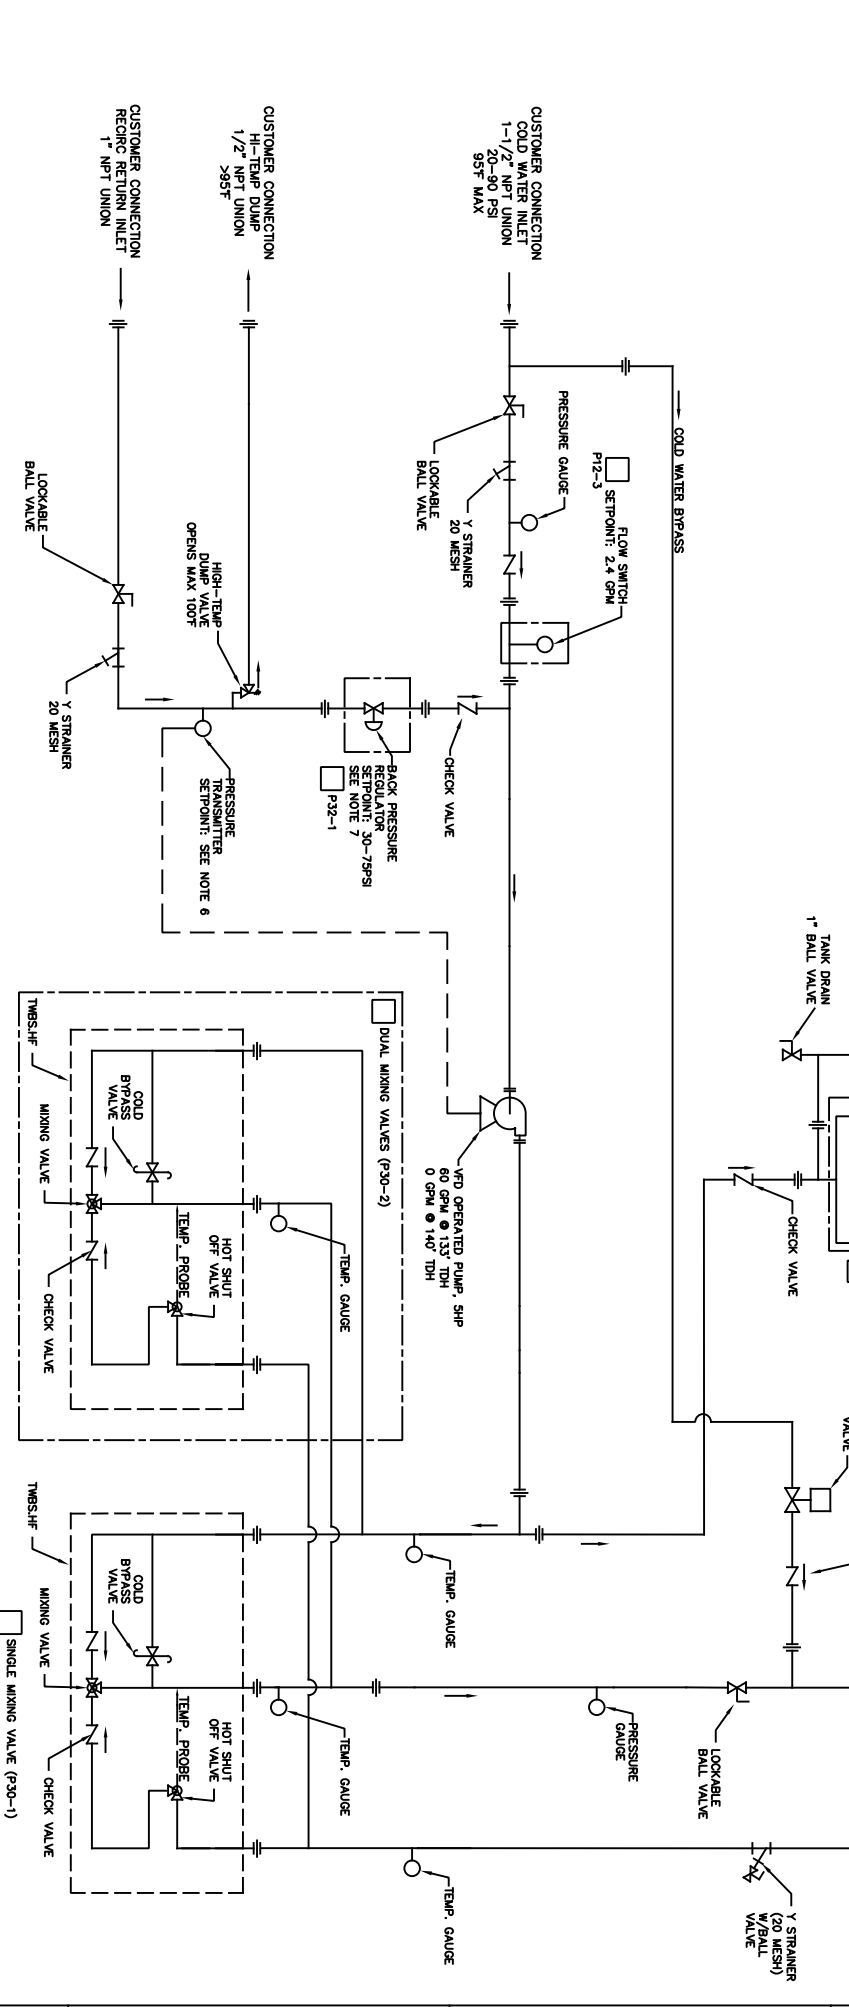 CUSTOMER CONNECTION
COLD WATER INLET
1-1/2" NPT UNION
20-90 PSI
95°F MAX
CUSTOMER CONNECTION
HI-TEMP DUMP
1/2" NPT UNION
>95°F
CUSTOMER CONNECTION
RECIRC RETURN INLET
1" NPT UNION
COLD WATER BYPASS
PRESSURE GAUGE
LOCKABLE
BALL VALVE
Y STRAINER
20 MESH
P12-3
FLOW SWITCH
SETPOINT: 2.4 GPM
LOCKABLE
BALL VALVE
HIGH-TEMP
DUMP VALVE
OPENS MAX 100°F
Y STRAINER
20 MESH
CHECK VALVE
BACK PRESSURE
REGULATOR
SETPOINT: 30-75PSI
SEE NOTE 7
P32-1
PRESSURE
TRANSMITTER
SETPOINT: SEE NOTE 6
TANK DRAIN
1" BALL VALVE
CHECK VALVE
VFD OPERATED PUMP, 5HP
60 GPM @ 133' TDH
0 GPM @ 140' TDH
DUAL MIXING VALVES (P30-2)
TWBS.HF
COLD
BYPASS
VALVE
MIXING VALVE
TEMP. PROBE
HOT SHUT
OFF VALVE
CHECK VALVE
TEMP. GAUGE
VALVE
TWBS.HF
COLD
BYPASS
VALVE
MIXING VALVE
TEMP. PROBE
HOT SHUT
OFF VALVE
CHECK VALVE
SINGLE MIXING VALVE (P30-1)
TEMP. GAUGE
TEMP. GAUGE
PRESSURE
GAUGE
LOCKABLE
BALL VALVE
TEMP. GAUGE
Y STRAINER
(20 MESH)
W/BALL
VALVE